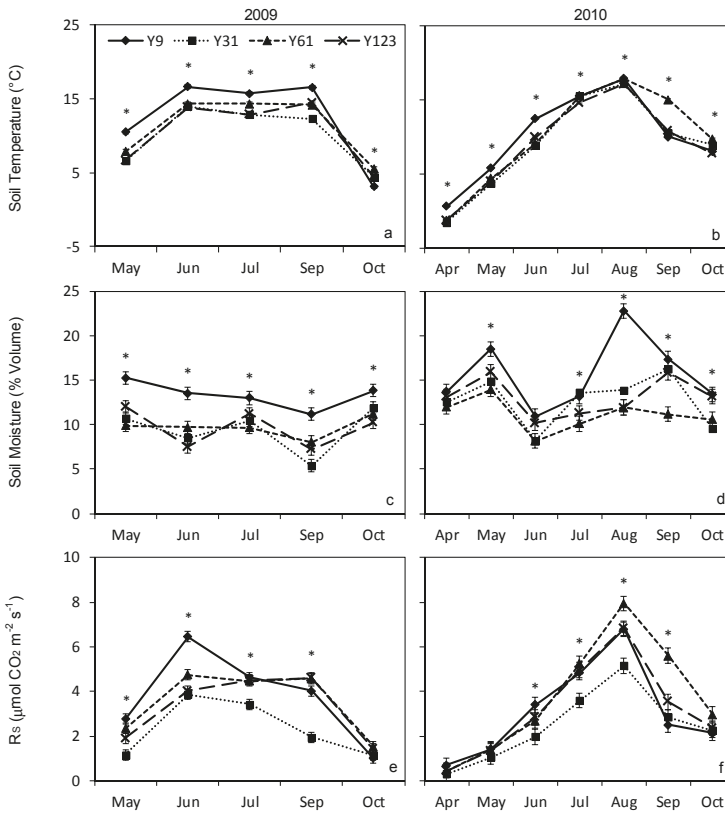 2009 2010
Y9 Y31 Y61 Y123
Soil Temperature (°C)
25
15
5
-5
* * * * *
a
May Jun Jul Sep Oct
* * * * * * *
b
Apr May Jun Jul Aug Sep Oct
Soil Moisture (% Volume)
25
20
15
10
5
0
* * * * *
c
May Jun Jul Sep Oct
* * * * *
d
Apr May Jun Jul Aug Sep Oct
Rs (µmol CO2 m-2 s-1)
10
8
6
4
2
0
* * * *
e
May Jun Jul Sep Oct
* * * *
f
Apr May Jun Jul Aug Sep Oct